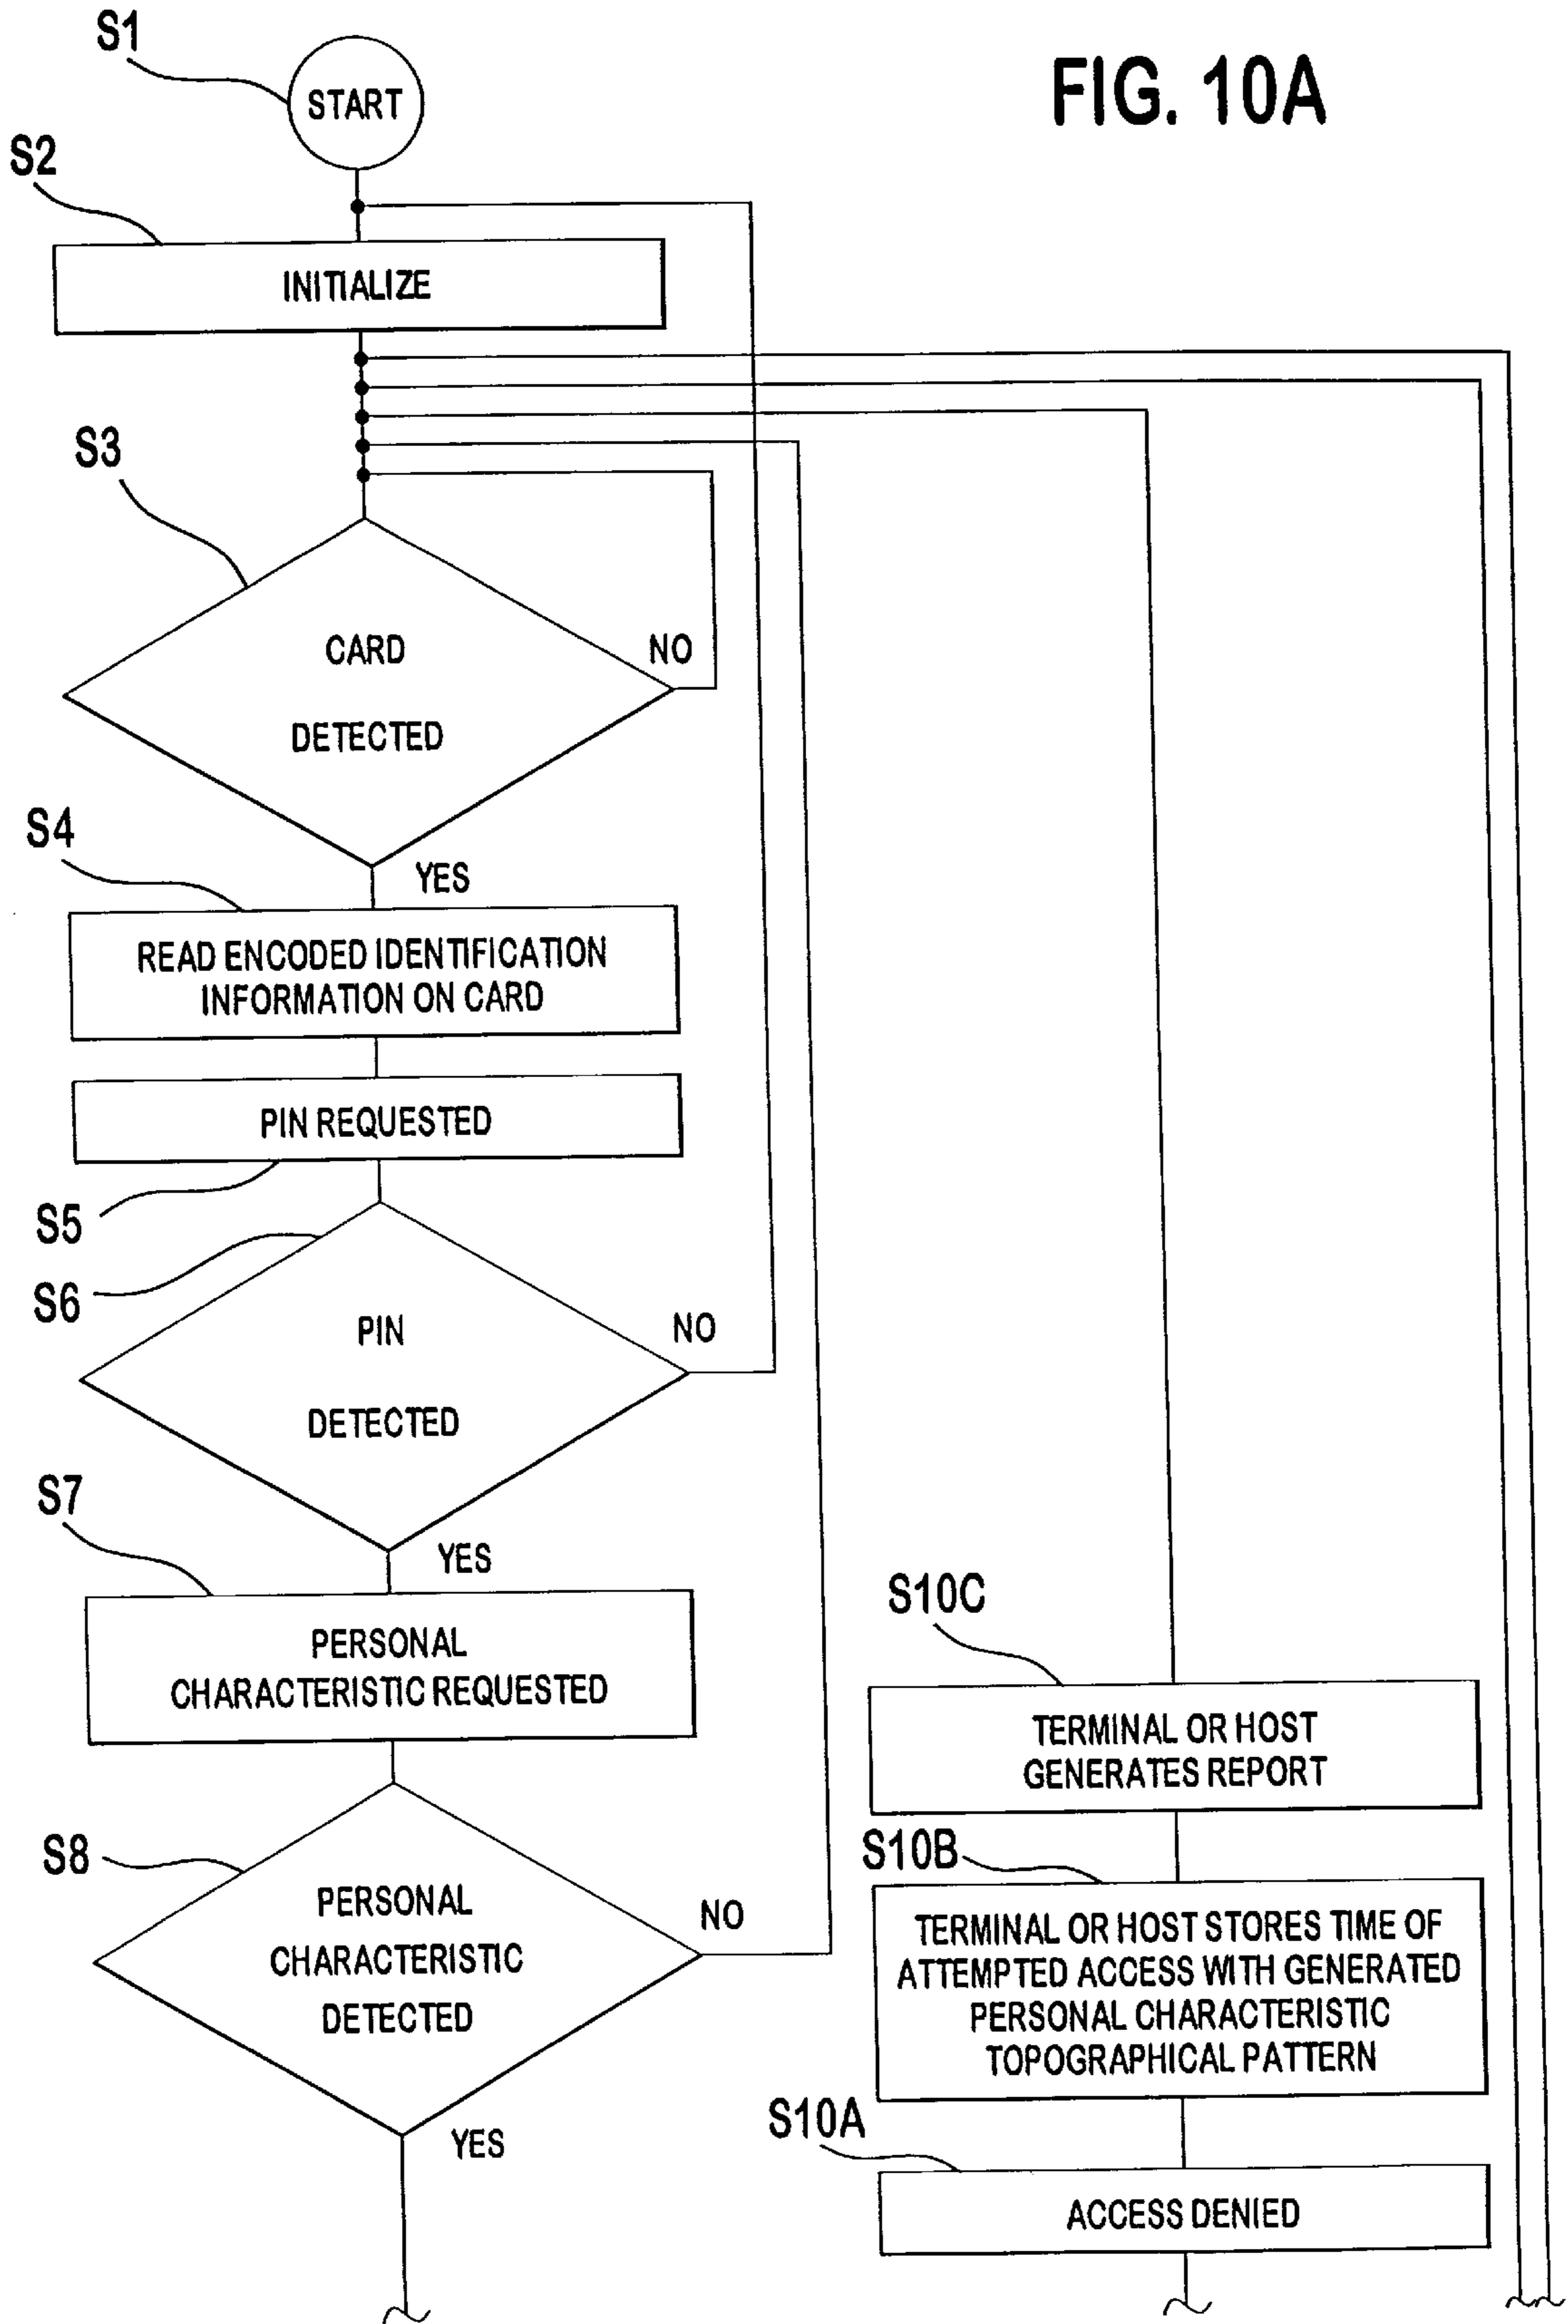 FIG. 10A
S1
START
S2
INITIALIZE
S3
CARD
DETECTED
NO
YES
S4
READ ENCODED IDENTIFICATION
INFORMATION ON CARD
PIN REQUESTED
S5
S6
PIN
DETECTED
NO
YES
S7
PERSONAL
CHARACTERISTIC REQUESTED
S8
PERSONAL
CHARACTERISTIC
DETECTED
NO
YES
S10C
TERMINAL OR HOST
GENERATES REPORT
S10B
TERMINAL OR HOST STORES TIME OF
ATTEMPTED ACCESS WITH GENERATED
PERSONAL CHARACTERISTIC
TOPOGRAPHICAL PATTERN
S10A
ACCESS DENIED